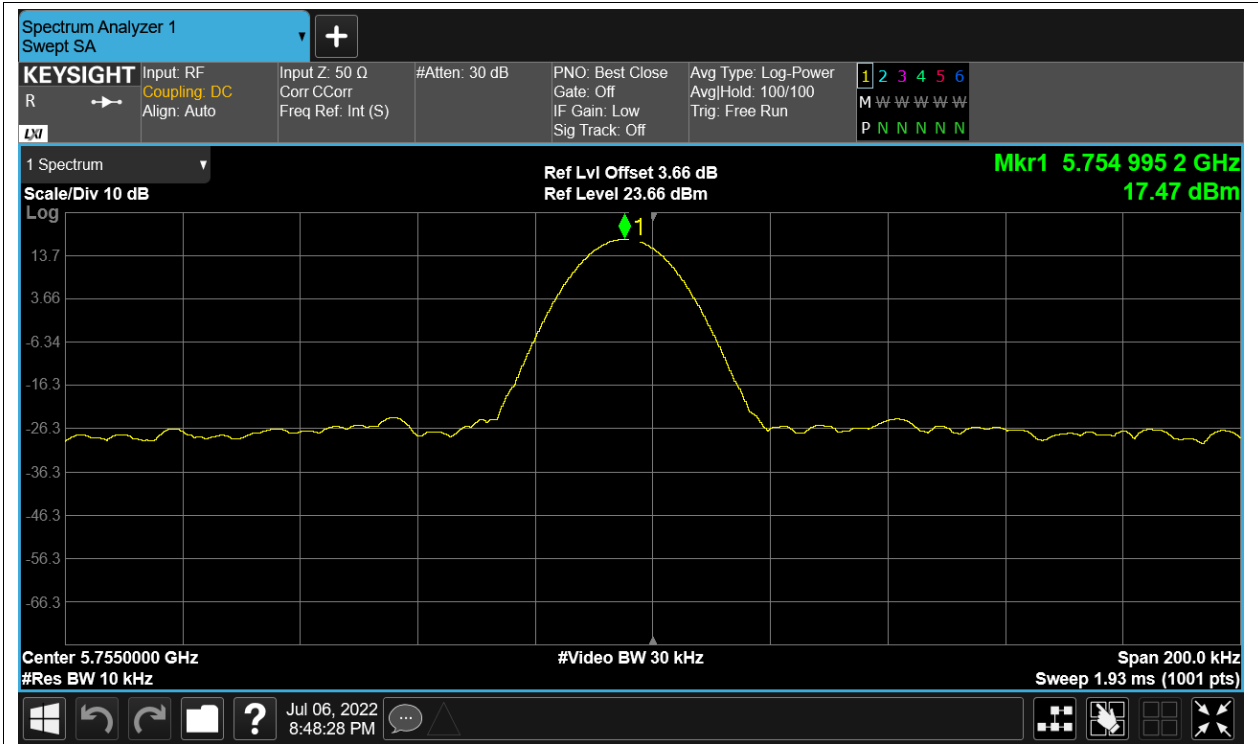 Spectrum Analyzer 1
Swept SA
+
KEYSIGHT
R
LXI
Input: RF
Coupling: DC
Align: Auto
Input Z: 50 Ω
Corr CCorr
Freq Ref: Int (S)
#Atten: 30 dB
PNO: Best Close
Gate: Off
IF Gain: Low
Sig Track: Off
Avg Type: Log-Power
Avg|Hold: 100/100
Trig: Free Run
1 2 3 4 5 6
M W W W W W
P N N N N N
1 Spectrum
Scale/Div 10 dB
Log
Ref Lvl Offset 3.66 dB
Ref Level 23.66 dBm
Mkr1 5.754 995 2 GHz
17.47 dBm
1
13.7
3.66
-6.34
-16.3
-26.3
-36.3
-46.3
-56.3
-66.3
Center 5.7550000 GHz
#Res BW 10 kHz
#Video BW 30 kHz
Span 200.0 kHz
Sweep 1.93 ms (1001 pts)
?
Jul 06, 2022
8:48:28 PM